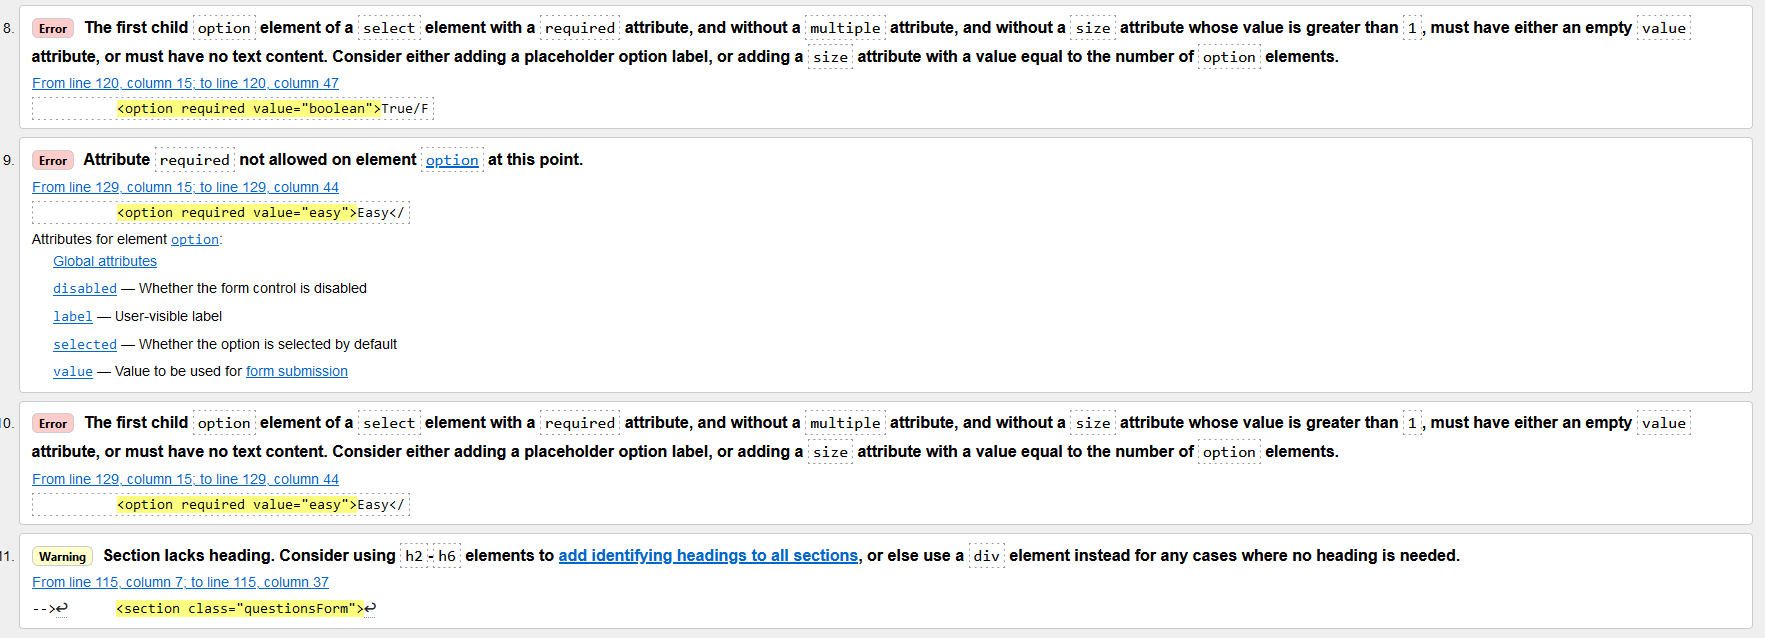 8. Error The first child option element of a select element with a required attribute, and without a multiple attribute, and without a size attribute whose value is greater than 1, must have either an empty value
attribute, or must have no text content. Consider either adding a placeholder option label, or adding a size attribute with a value equal to the number of option elements.
From line 120, column 15; to line 120, column 47
<option required value="boolean">True/F
9. Error Attribute required not allowed on element option at this point.
From line 129, column 15; to line 129, column 44
<option required value="easy">Easy</
Attributes for element option:
Global attributes
disabled — Whether the form control is disabled
label — User-visible label
selected — Whether the option is selected by default
value — Value to be used for form submission
10. Error The first child option element of a select element with a required attribute, and without a multiple attribute, and without a size attribute whose value is greater than 1, must have either an empty value
attribute, or must have no text content. Consider either adding a placeholder option label, or adding a size attribute with a value equal to the number of option elements.
From line 129, column 15; to line 129, column 44
<option required value="easy">Easy</
11. Warning Section lacks heading. Consider using h2-h6 elements to add identifying headings to all sections, or else use a div element instead for any cases where no heading is needed.
From line 115, column 7; to line 115, column 37
-->↩ <section class="questionsForm">↩